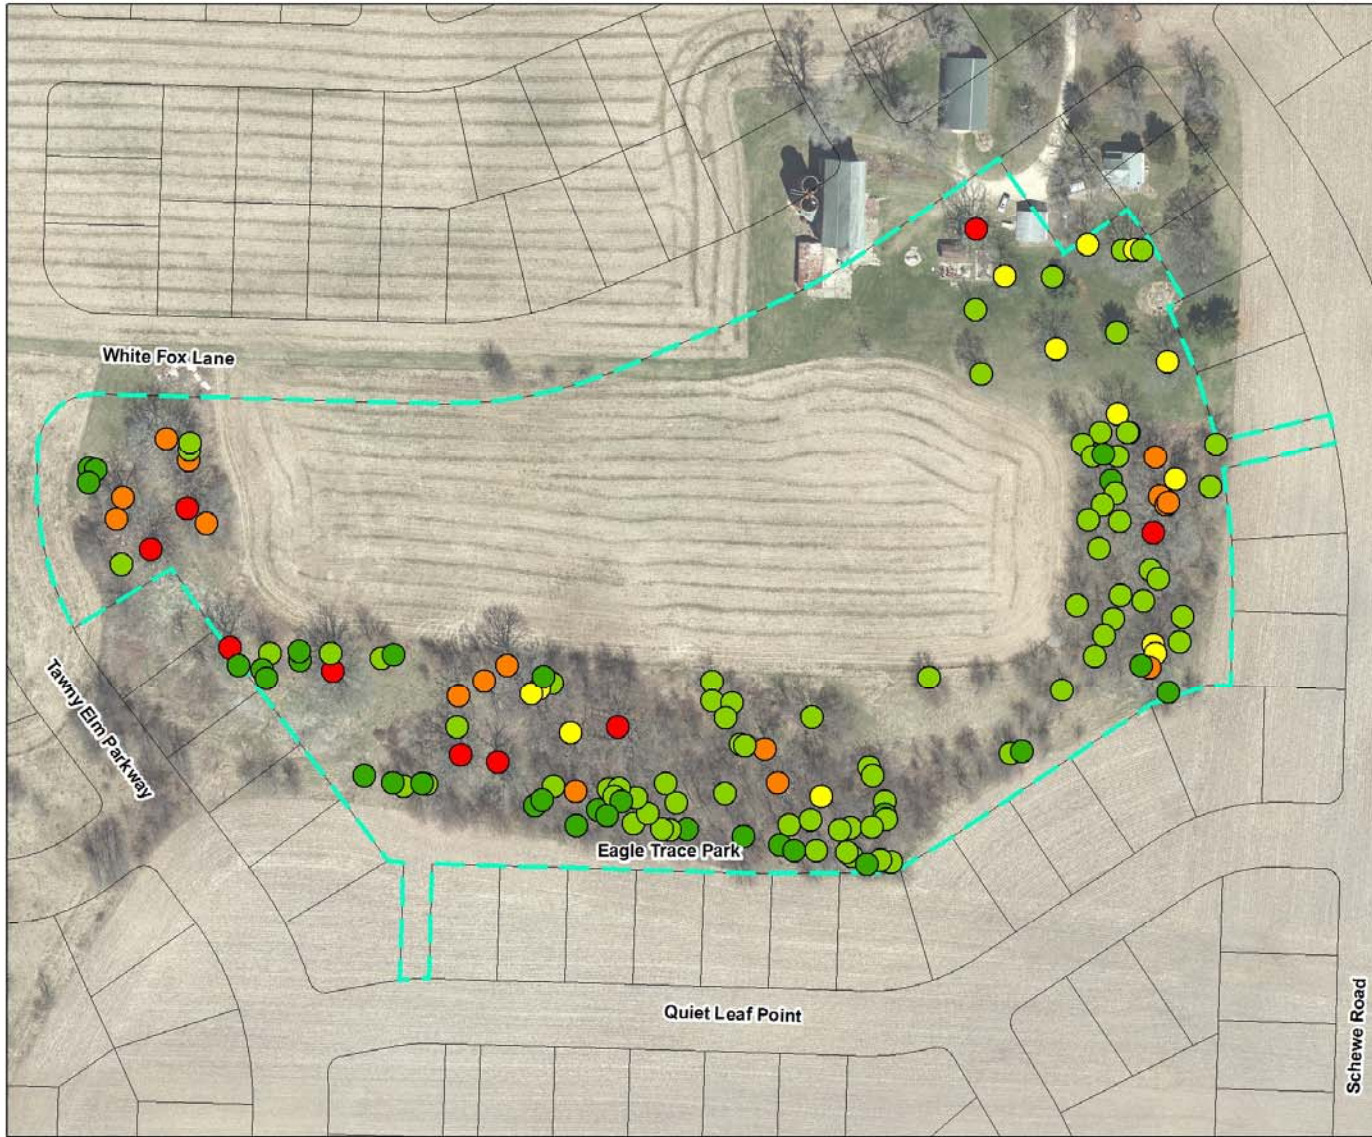 White Fox Lane
Tawny Elm Parkway
Eagle Trace Park
Quiet Leaf Point
Schewe Road